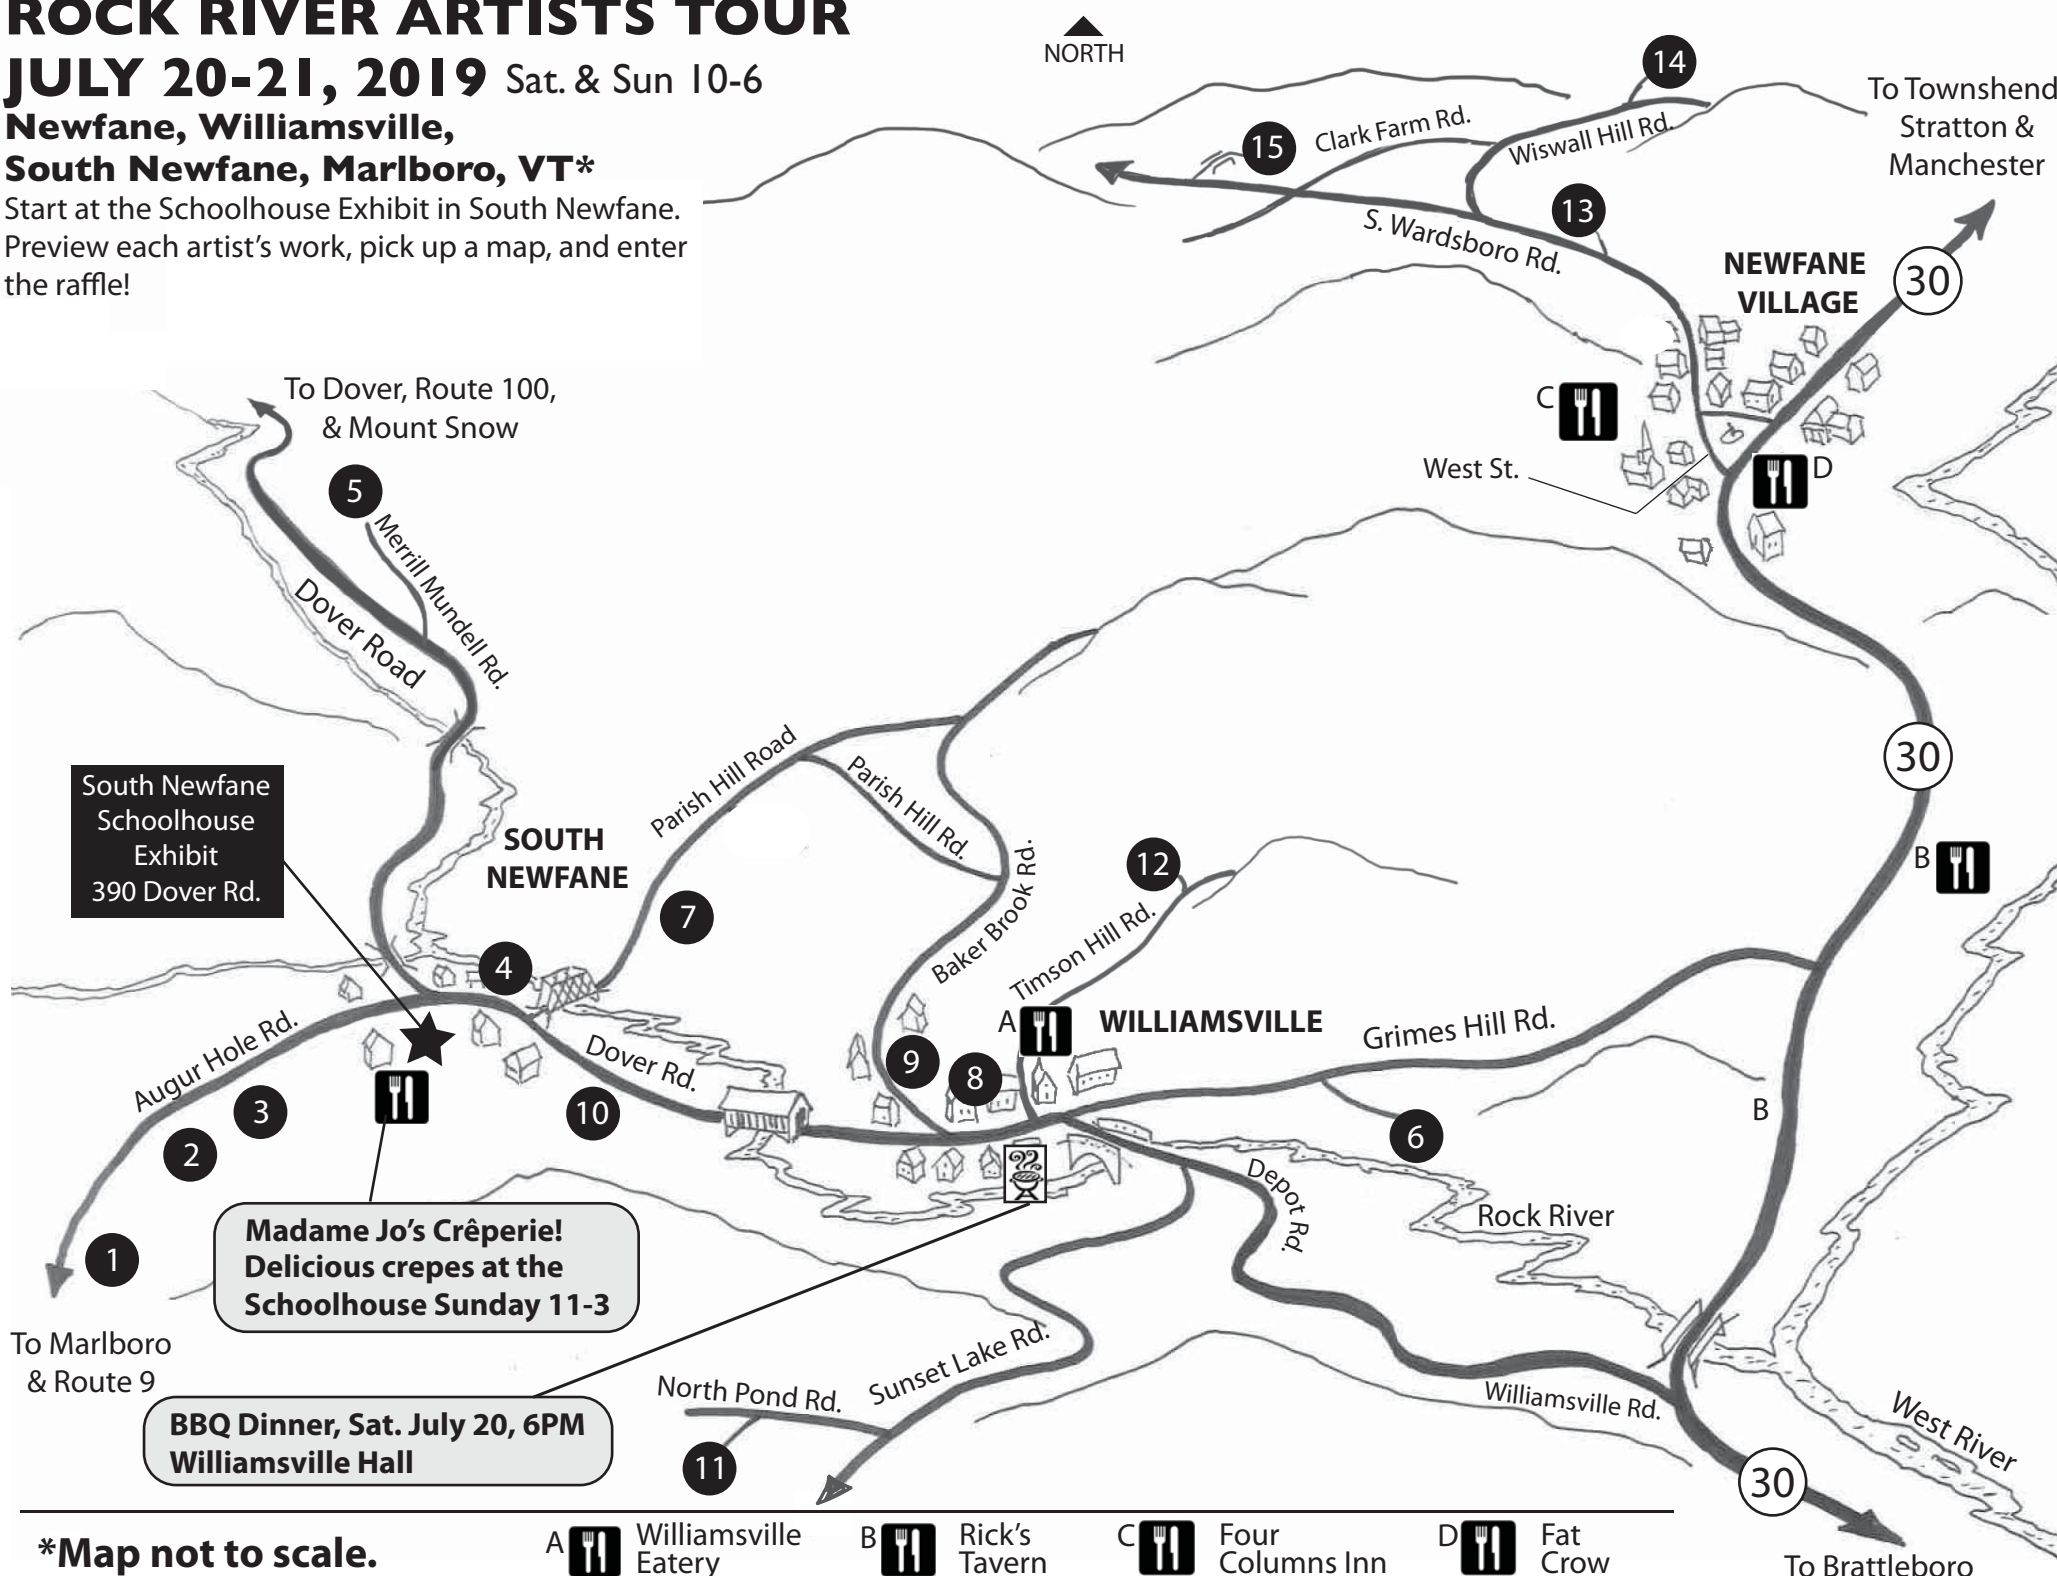 ROCK RIVER ARTISTS TOUR
JULY 20-21, 2019 Sat. & Sun 10-6
Newfane, Williamsville,
South Newfane, Marlboro, VT*
Start at the Schoolhouse Exhibit in South Newfane.
Preview each artist's work, pick up a map, and enter
the raffle!
NORTH
14
To Townshend
Stratton &
Manchester
15
Clark Farm Rd.
Wiswall Hill Rd.
13
S. Wardsboro Rd.
NEWFANE
VILLAGE
30
C
West St.
D
To Dover, Route 100,
& Mount Snow
5
Merrill Mundell Rd.
Dover Road
30
B
South Newfane
Schoolhouse
Exhibit
390 Dover Rd.
SOUTH
NEWFANE
Parish Hill Road
Parish Hill Rd.
7
Baker Brook Rd.
12
Timson Hill Rd.
4
A
WILLIAMSVILLE
Grimes Hill Rd.
Augur Hole Rd.
Dover Rd.
9
8
3
10
2
6
B
1
Depot Rd.
Rock River
Madame Jo's Crêperie!
Delicious crepes at the
Schoolhouse Sunday 11-3
To Marlboro
& Route 9
Sunset Lake Rd.
North Pond Rd.
11
Williamsville Rd.
West River
BBQ Dinner, Sat. July 20, 6PM
Williamsville Hall
30
To Brattleboro
*Map not to scale.
A Williamsville
Eatery
B Rick's
Tavern
C Four
Columns Inn
D Fat
Crow